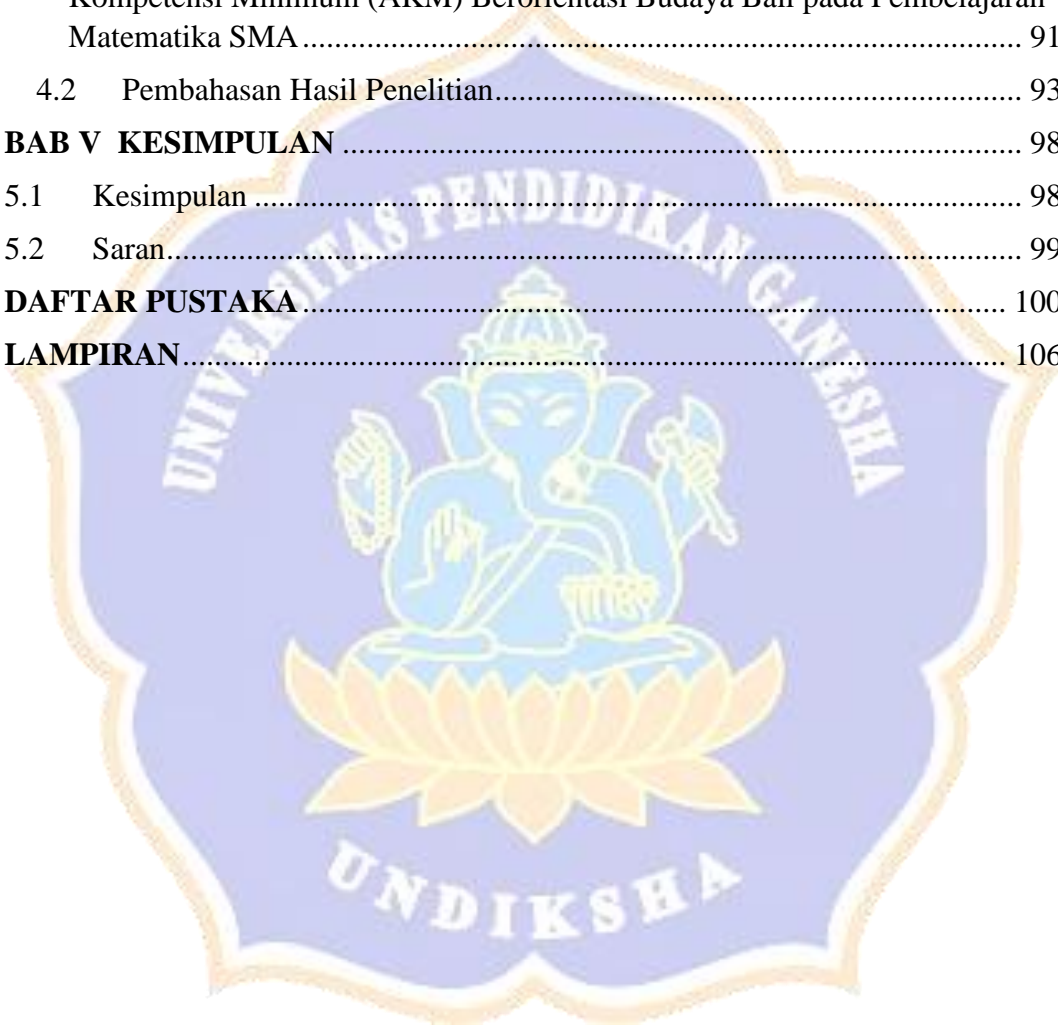 Kompetensi Minimum (AKM) Berorientasi Budaya Bali pada Pembelajaran
Matematika SMA ........................................................................................ 91
4.2 Pembahasan Hasil Penelitian.................................................................. 93
BAB V KESIMPULAN ..................................................................................... 98
5.1 Kesimpulan ................................................................................................ 98
5.2 Saran........................................................................................................... 99
DAFTAR PUSTAKA ........................................................................................ 100
LAMPIRAN....................................................................................................... 106
UNIVERSITAS PENDIDIKAN GANESHA
UNDIKSHA